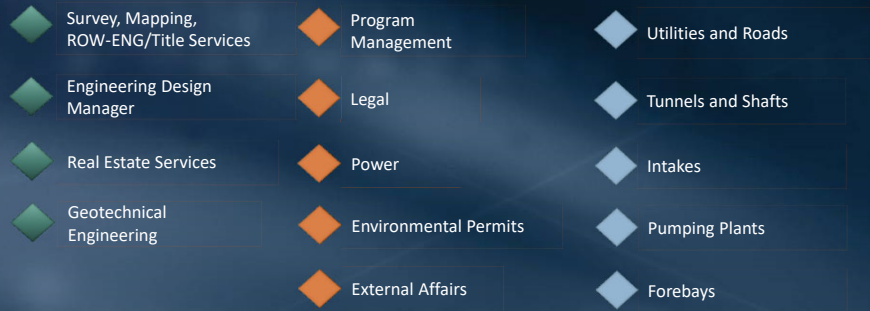 Survey, Mapping,
ROW-ENG/Title Services
Engineering Design
Manager
Real Estate Services
Geotechnical
Engineering
Program
Management
Legal
Power
Environmental Permits
External Affairs
Utilities and Roads
Tunnels and Shafts
Intakes
Pumping Plants
Forebays